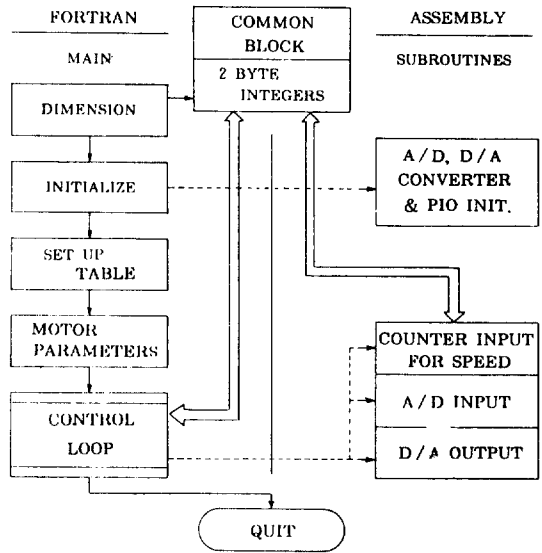 FORTRAN
MAIN
DIMENSION
INITIALIZE
SET UP
TABLE
MOTOR
PARAMETERS
CONTROL
LOOP
COMMON
BLOCK
2 BYTE
INTEGERS
QUIT
ASSEMBLY
SUBROUTINES
A/D, D/A
CONVERTER
& PIO INIT.
COUNTER INPUT
FOR SPEED
A/D INPUT
D/A OUTPUT